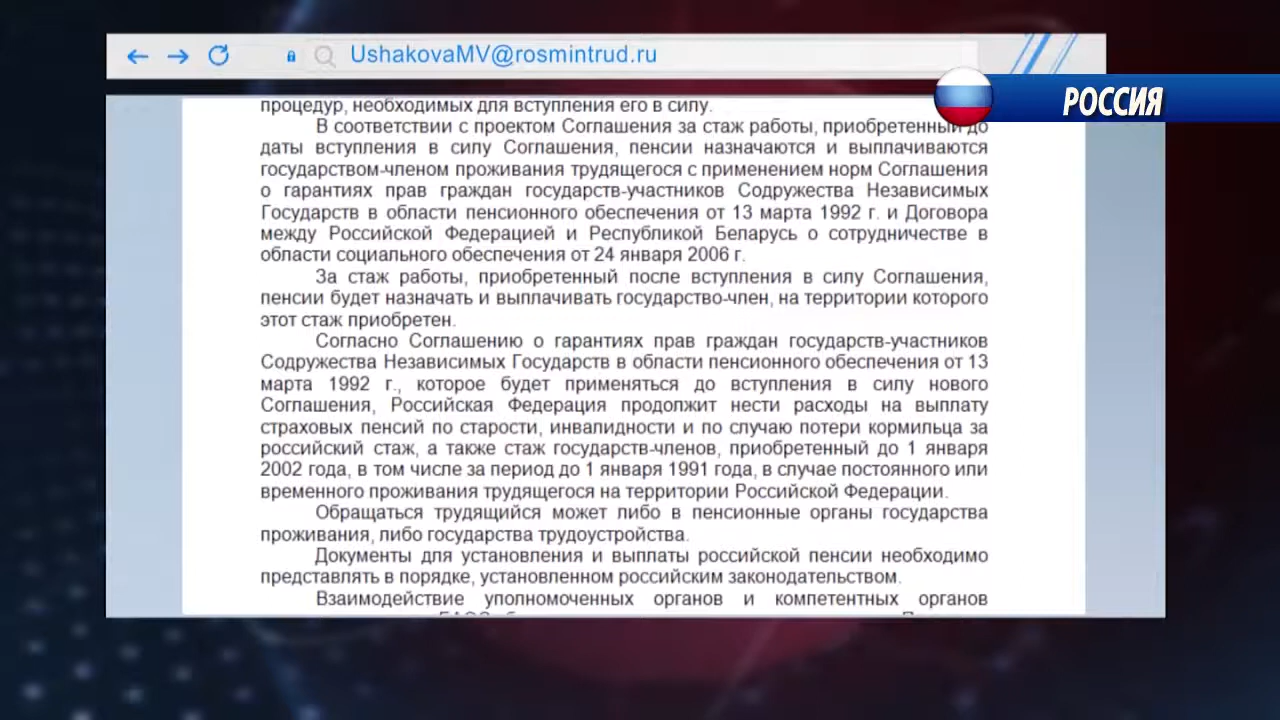 UshakovaMV@rosmintrud.ru
РОССИЯ
процедур, необходимых для вступления его в силу.
В соответствии с проектом Соглашения за стаж работы, приобретенный до
даты вступления в силу Соглашения, пенсии назначаются и выплачиваются
государством-членом проживания трудящегося с применением норм Соглашения
о гарантиях прав граждан государств-участников Содружества Независимых
Государств в области пенсионного обеспечения от 13 марта 1992 г. и Договора
между Российской Федерацией и Республикой Беларусь о сотрудничестве в
области социального обеспечения от 24 января 2006 г.
За стаж работы, приобретенный после вступления в силу Соглашения,
пенсии будет назначать и выплачивать государство-член, на территории которого
этот стаж приобретен.
Согласно Соглашению о гарантиях прав граждан государств-участников
Содружества Независимых Государств в области пенсионного обеспечения от 13
марта 1992 г., которое будет применяться до вступления в силу нового
Соглашения, Российская Федерация продолжит нести расходы на выплату
страховых пенсий по старости, инвалидности и по случаю потери кормильца за
российский стаж, а также стаж государств-членов, приобретенный до 1 января
2002 года, в том числе за период до 1 января 1991 года, в случае постоянного или
временного проживания трудящегося на территории Российской Федерации.
Обращаться трудящийся может либо в пенсионные органы государства
проживания, либо государства трудоустройства.
Документы для установления и выплаты российской пенсии необходимо
представлять в порядке, установленном российским законодательством.
Взаимодействие уполномоченных органов и компетентных органов